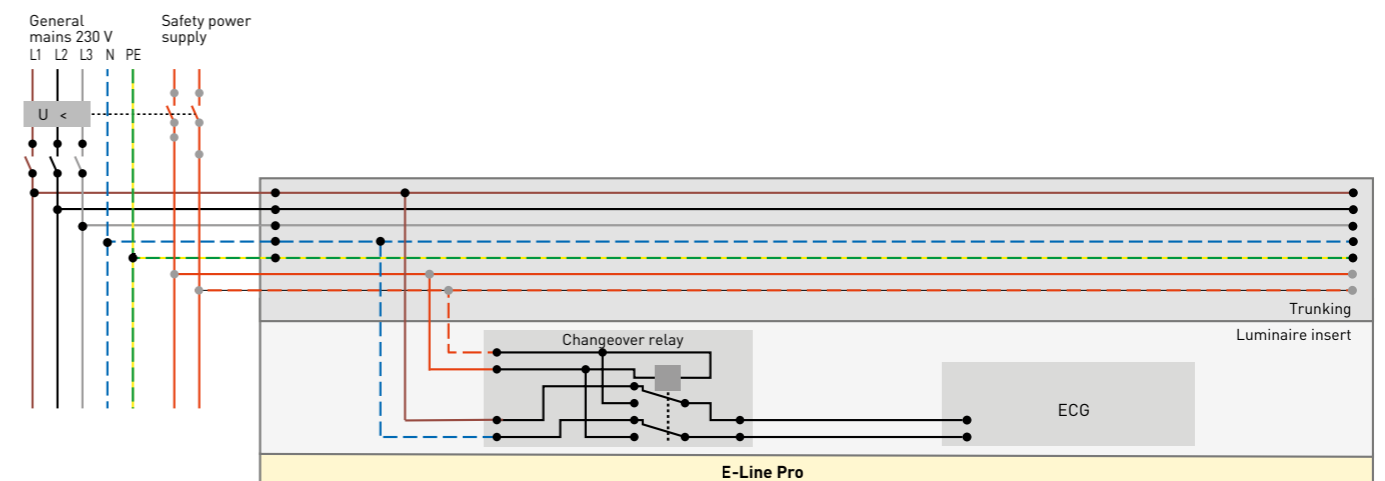 General
mains 230 V
L1 L2 L3 N PE
Safety power
supply
U <
Trunking
Luminaire insert
Changeover relay
ECG
E-Line Pro